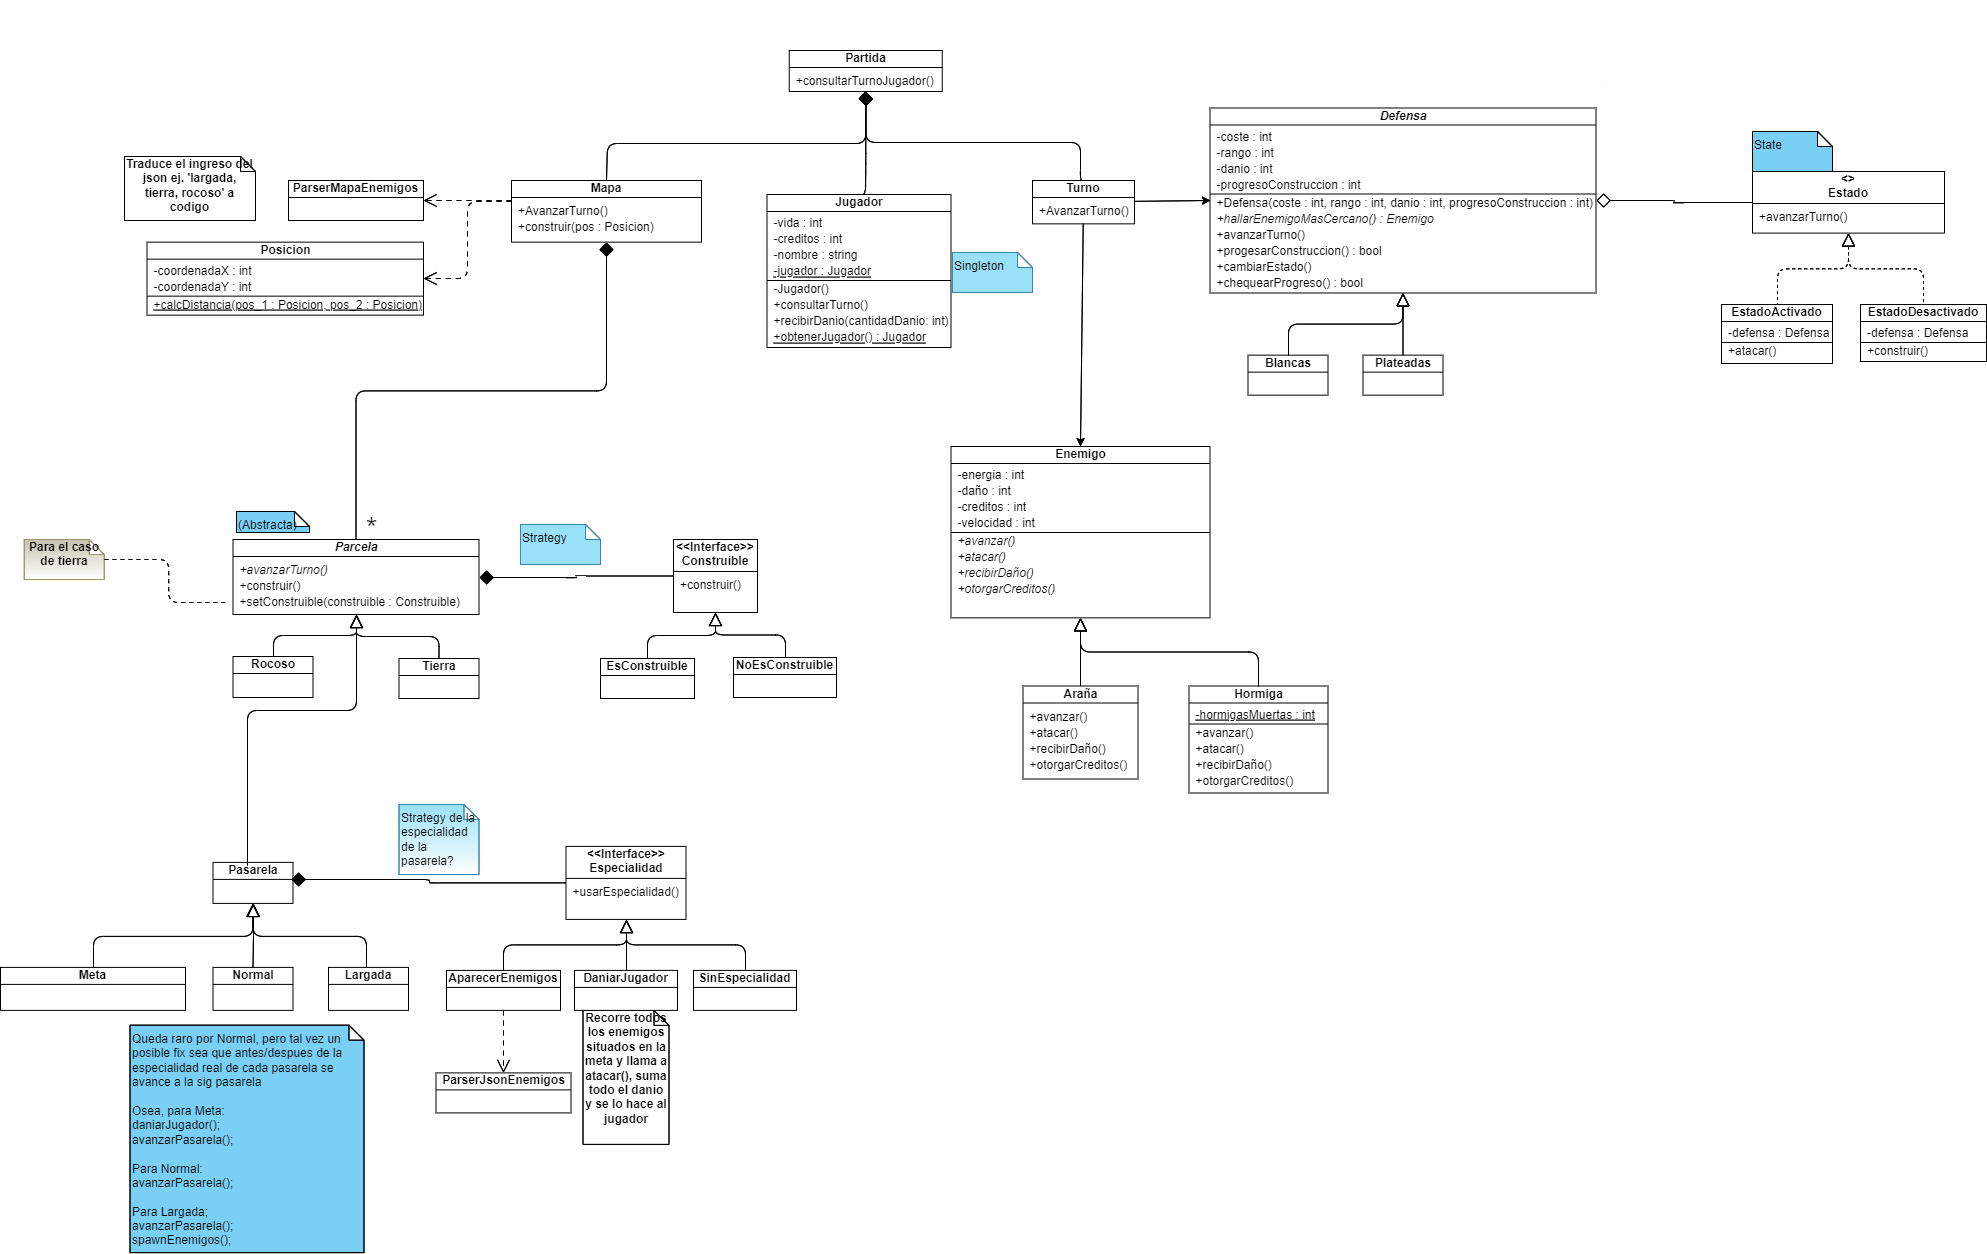 Partida
+consultarTurnoJugador()
Traduce el ingreso del
json ej. 'largada,
tierra, rocoso' a
codigo
ParserMapaEnemigos
Mapa
+AvanzarTurno()
+construir(pos : Posicion)
Posicion
-coordenadaX : int
-coordenadaY : int
+calcDistancia(pos_1 : Posicion, pos_2 : Posicion)
Jugador
-vida : int
-creditos : int
-nombre : string
-jugador : Jugador
-Jugador()
+consultarTurno()
+recibirDanio(cantidadDanio: int)
+obtenerJugador() : Jugador
Singleton
Turno
+AvanzarTurno()
Defensa
-coste : int
-rango : int
-danio : int
-progresoConstruccion : int
+Defensa(coste : int, rango : int, danio : int, progresoConstruccion : int)
+hallarEnemigoMasCercano() : Enemigo
+avanzarTurno()
+progesarConstruccion() : bool
+cambiarEstado()
+chequearProgreso() : bool
Blancas
Plateadas
State
<>
Estado
+avanzarTurno()
EstadoActivado
-defensa : Defensa
+atacar()
EstadoDesactivado
-defensa : Defensa
+construir()
Enemigo
-energia : int
-daño : int
-creditos : int
-velocidad : int
+avanzar()
+atacar()
+recibirDaño()
+otorgarCreditos()
Araña
+avanzar()
+atacar()
+recibirDaño()
+otorgarCreditos()
Hormiga
-hormigasMuertas : int
+avanzar()
+atacar()
+recibirDaño()
+otorgarCreditos()
Para el caso
de tierra
(Abstracta)
*
Parcela
+avanzarTurno()
+construir()
+setConstruible(construible : Construible)
Strategy
<<Interface>>
Construible
+construir()
Rocoso
Tierra
EsConstruible
NoEsConstruible
Strategy de la
especialidad
de la
pasarela?
Pasarela
<<Interface>>
Especialidad
+usarEspecialidad()
Meta
Normal
Largada
AparecerEnemigos
DaniarJugador
SinEspecialidad
ParserJsonEnemigos
Recorre todos
los enemigos
situados en la
meta y llama a
atacar(), suma
todo el danio
y se lo hace al
jugador
Queda raro por Normal, pero tal vez un
posible fix sea que antes/despues de la
especialidad real de cada pasarela se
avance a la sig pasarela
Osea, para Meta:
daniarJugador();
avanzarPasarela();
Para Normal:
avanzarPasarela();
Para Largada;
avanzarPasarela();
spawnEnemigos();